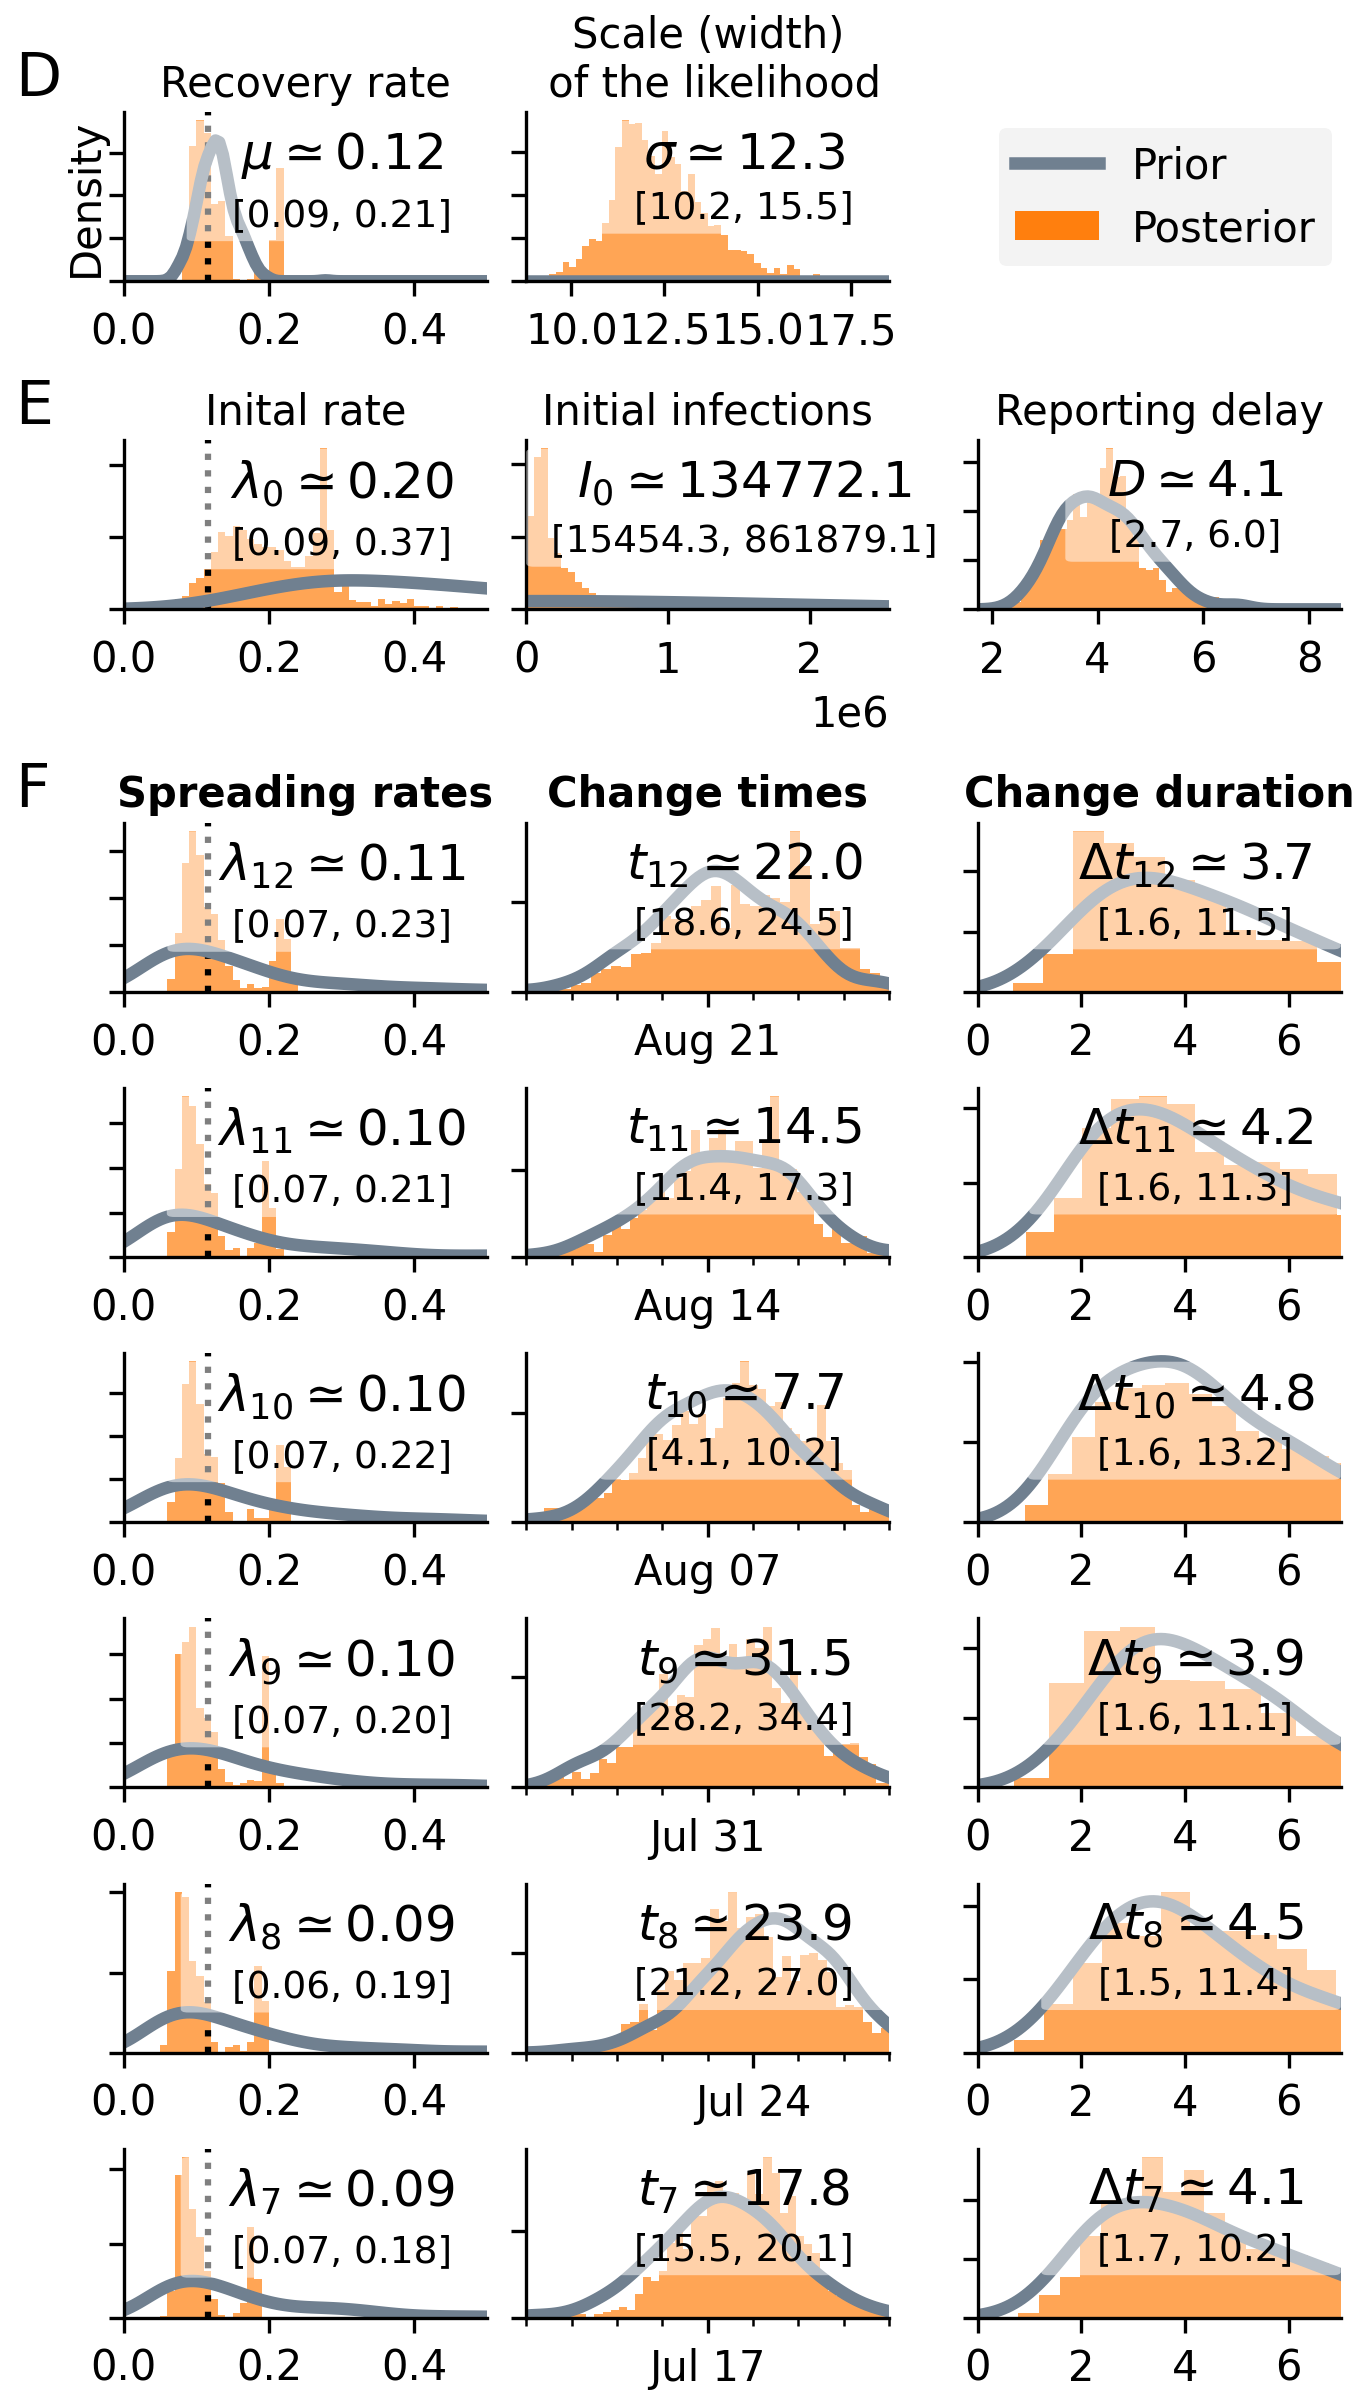 D
Recovery rate
Scale (width)
of the likelihood
Density
μ ≃ 0.12
[0.09, 0.21]
0.0 0.2 0.4
σ ≃ 12.3
[10.2, 15.5]
10.0 12.5 15.0 17.5
Prior
Posterior
E
Inital rate
Initial infections
Reporting delay
λ₀ ≃ 0.20
[0.09, 0.37]
0.0 0.2 0.4
I₀ ≃ 134772.1
[15454.3, 861879.1]
0 1 2
1e6
D ≃ 4.1
[2.7, 6.0]
2 4 6 8
F
Spreading rates
Change times
Change duration
λ₁₂ ≃ 0.11
[0.07, 0.23]
0.0 0.2 0.4
t₁₂ ≃ 22.0
[18.6, 24.5]
Aug 21
Δt₁₂ ≃ 3.7
[1.6, 11.5]
0 2 4 6
λ₁₁ ≃ 0.10
[0.07, 0.21]
0.0 0.2 0.4
t₁₁ ≃ 14.5
[11.4, 17.3]
Aug 14
Δt₁₁ ≃ 4.2
[1.6, 11.3]
0 2 4 6
λ₁₀ ≃ 0.10
[0.07, 0.22]
0.0 0.2 0.4
t₁₀ ≃ 7.7
[4.1, 10.2]
Aug 07
Δt₁₀ ≃ 4.8
[1.6, 13.2]
0 2 4 6
λ₉ ≃ 0.10
[0.07, 0.20]
0.0 0.2 0.4
t₉ ≃ 31.5
[28.2, 34.4]
Jul 31
Δt₉ ≃ 3.9
[1.6, 11.1]
0 2 4 6
λ₈ ≃ 0.09
[0.06, 0.19]
0.0 0.2 0.4
t₈ ≃ 23.9
[21.2, 27.0]
Jul 24
Δt₈ ≃ 4.5
[1.5, 11.4]
0 2 4 6
λ₇ ≃ 0.09
[0.07, 0.18]
0.0 0.2 0.4
t₇ ≃ 17.8
[15.5, 20.1]
Jul 17
Δt₇ ≃ 4.1
[1.7, 10.2]
0 2 4 6